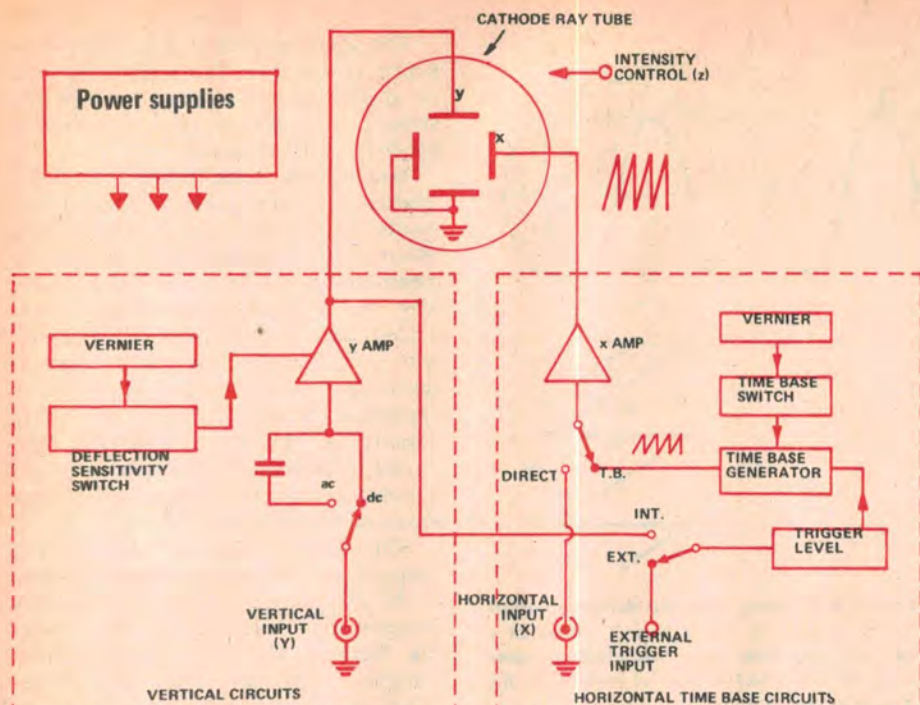 CATHODE RAY TUBE
INTENSITY
CONTROL (z)
Power supplies
y
x
VERNIER
y AMP
DEFLECTION
SENSITIVITY
SWITCH
ac
dc
VERTICAL
INPUT
(Y)
VERTICAL CIRCUITS
x AMP
VERNIER
TIME BASE
SWITCH
TIME BASE
GENERATOR
DIRECT
T.B.
INT.
EXT.
TRIGGER
LEVEL
HORIZONTAL
INPUT
(X)
EXTERNAL
TRIGGER
INPUT
HORIZONTAL TIME BASE CIRCUITS